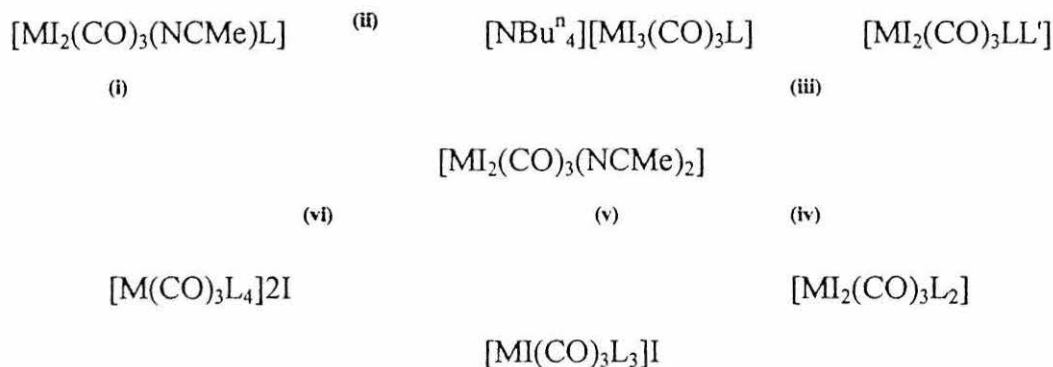 [MI₂(CO)₃(NCMe)L] (ii) [NBuⁿ₄][MI₃(CO)₃L] [MI₂(CO)₃LL']
(i) (iii)
[MI₂(CO)₃(NCMe)₂]
(vi) (v) (iv)
[M(CO)₃L₄]2I [MI₂(CO)₃L₂]
[MI(CO)₃L₃]I